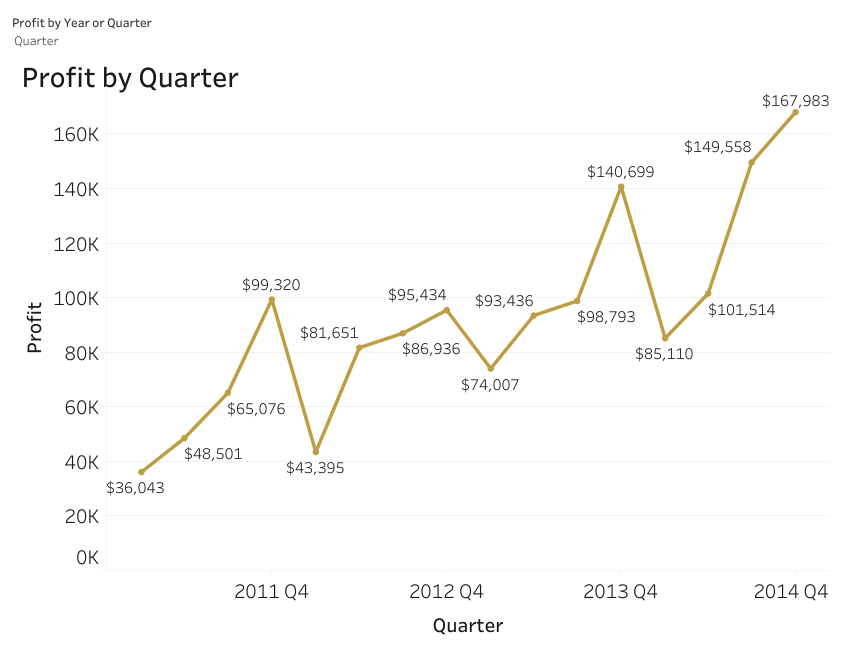 Profit by Year or Quarter
Quarter
Profit by Quarter
$167,983
160K
$149,558
$140,699
140K
120K
$99,320
$95,434
$93,436
100K
$98,793
$101,514
Profit
$81,651
80K
$86,936
$85,110
$74,007
60K
$65,076
$48,501
40K
$43,395
$36,043
20K
0K
2011 Q4
2012 Q4
2013 Q4
2014 Q4
Quarter